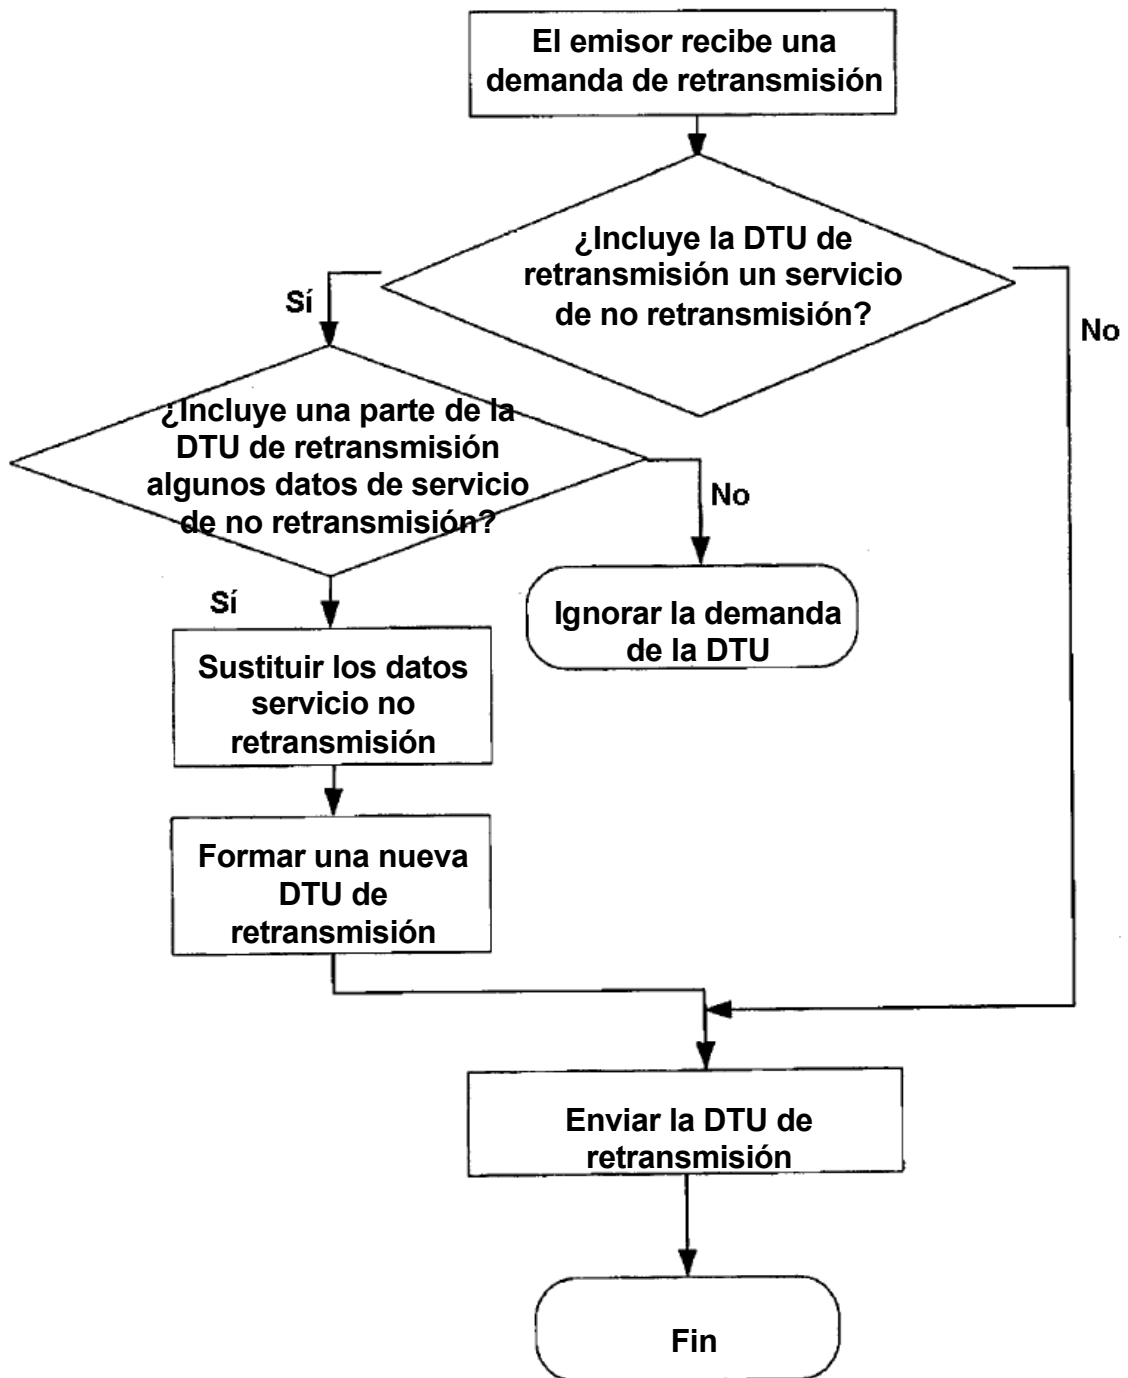 El emisor recibe una
demanda de retransmisión
¿Incluye la DTU de
retransmisión un servicio
de no retransmisión?
Sí
No
¿Incluye una parte de la
DTU de retransmisión
algunos datos de servicio
de no retransmisión?
No
Sí
Ignorar la demanda
de la DTU
Sustituir los datos
servicio no
retransmisión
Formar una nueva
DTU de
retransmisión
Enviar la DTU de
retransmisión
Fin